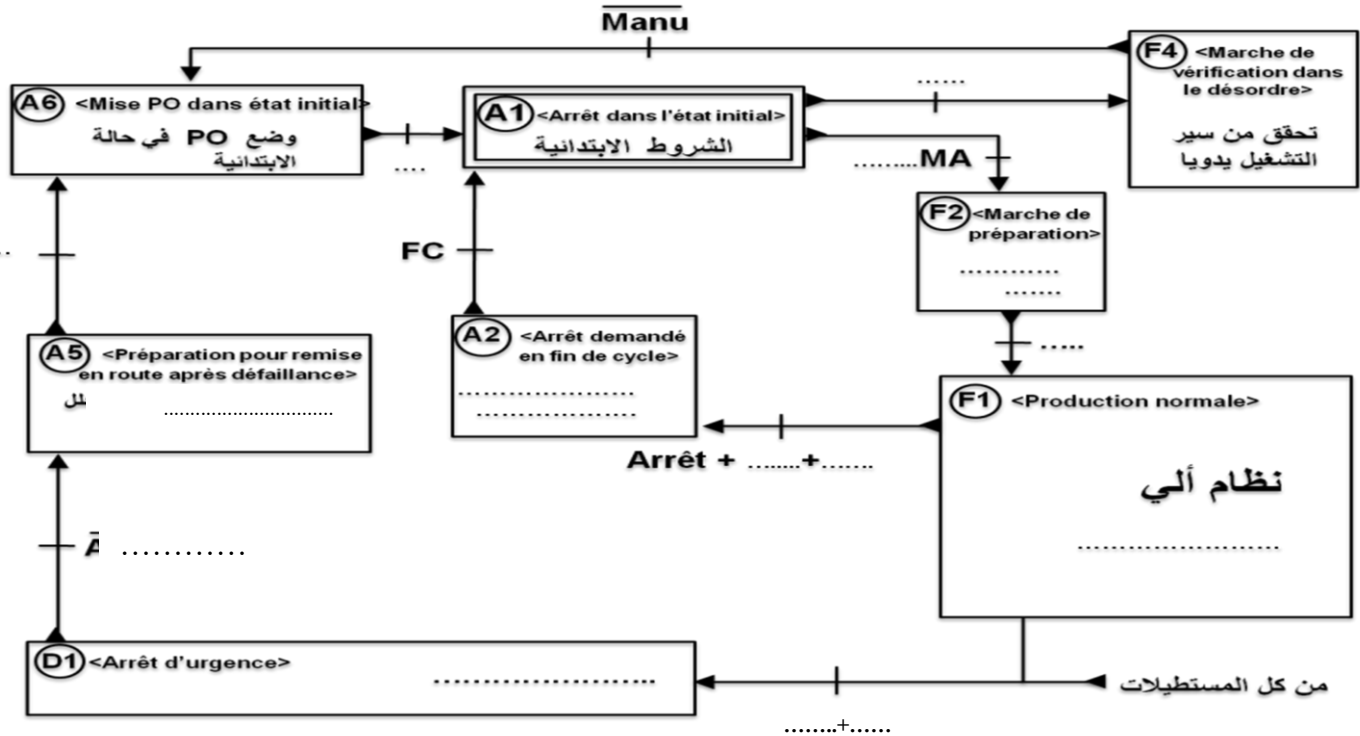 Manu
A6 <Mise PO dans état initial>
وضع PO في حالة
الابتدائية
....
A1 <Arrêt dans l'état initial>
الشروط الابتدائية
......
F4 <Marche de
vérification dans
le désordre>
تحقق من سير
التشغيل يدويا
.........MA
F2 <Marche de
préparation>
............
.......
FC
..
A5 <Préparation pour remise
en route après défaillance>
لل ................................
A2 <Arrêt demandé
en fin de cycle>
.....................
...................
.....
F1 <Production normale>
نظام ألي
........................
Arrêt + ........+.......
............
D1 <Arrêt d'urgence> ..........................
من كل المستطيلات
........+......